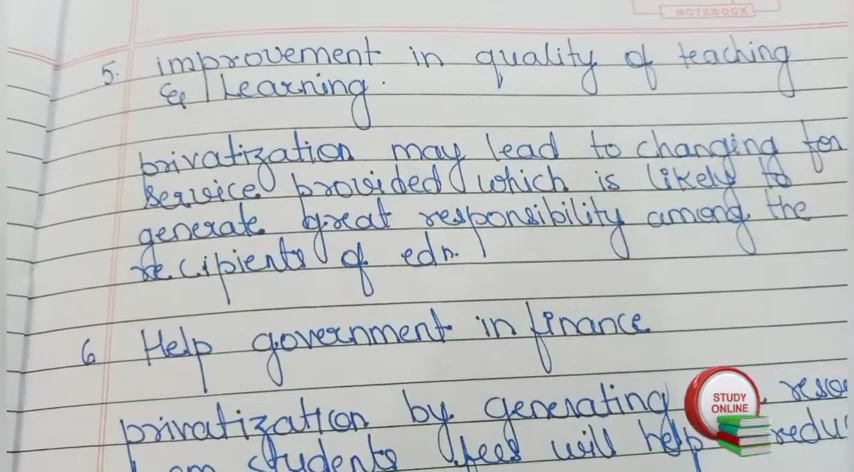 NOTEBOOK
5. improvement in quality of teaching
& learning.
privatization may lead to changing for
service provided which is likely to
generate great responsibility among the
recipients of edn.
6 Help government in finance
privatization by generating reso
students fees will help redu
STUDY
ONLINE